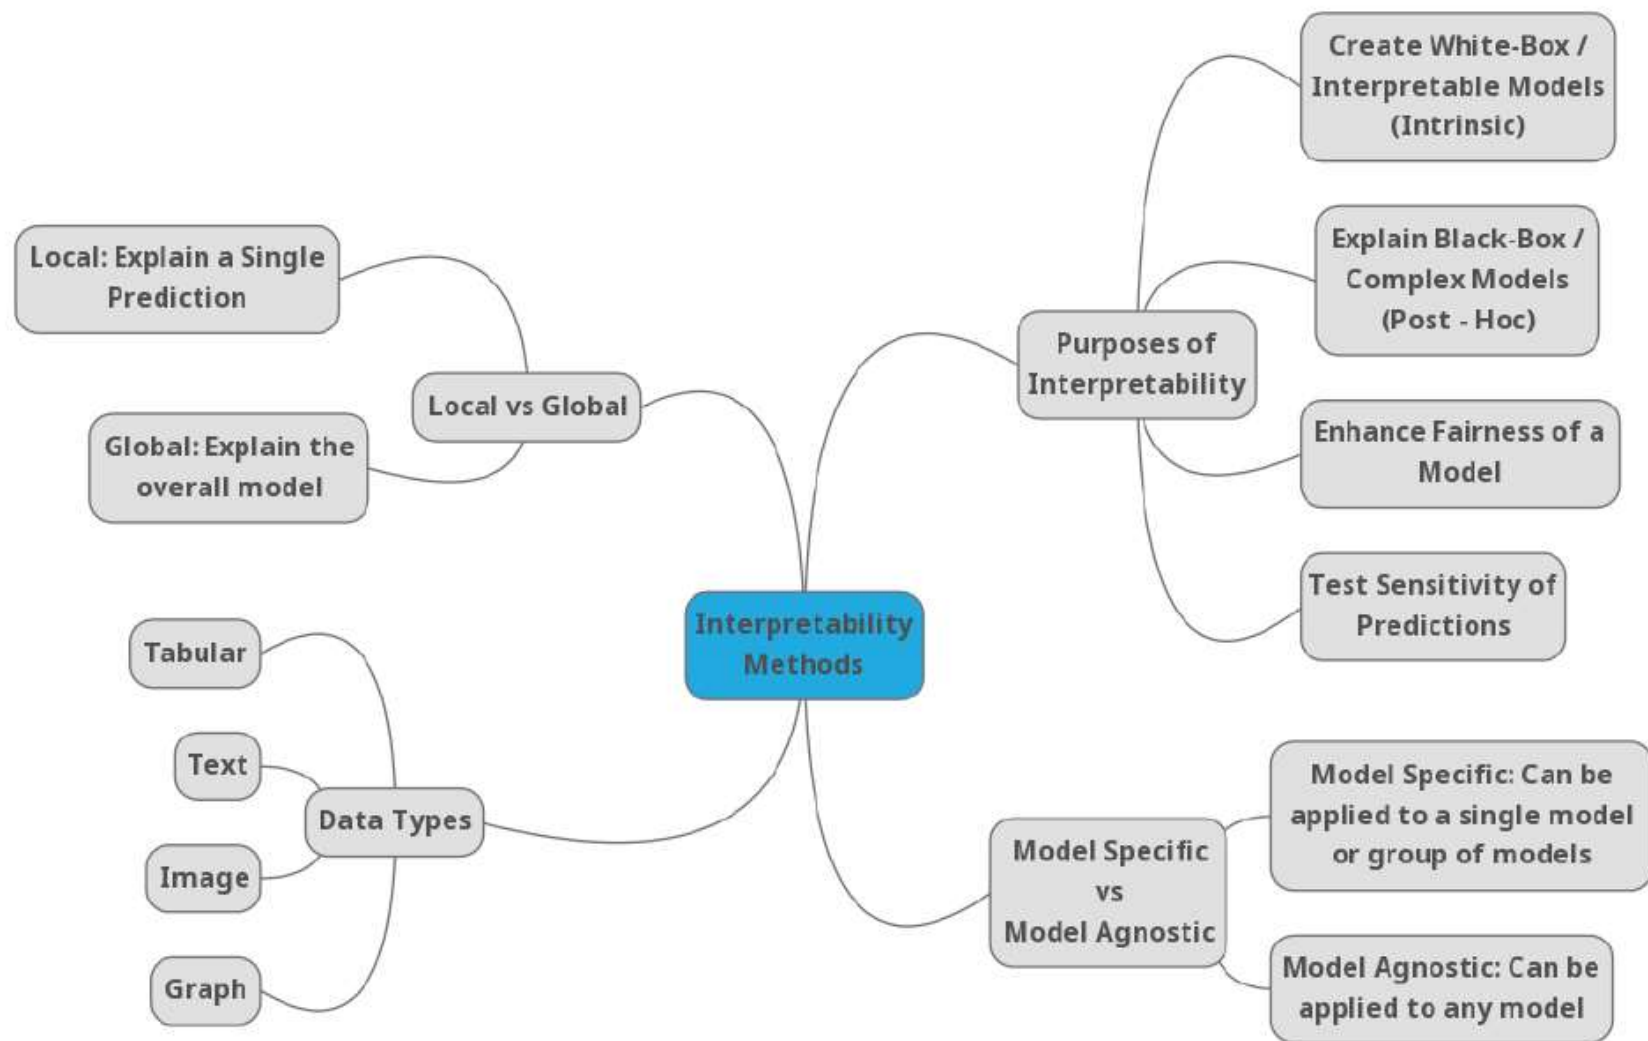 Create White-Box /
Interpretable Models
(Intrinsic)
Explain Black-Box /
Complex Models
(Post - Hoc)
Local: Explain a Single
Prediction
Purposes of
Interpretability
Local vs Global
Global: Explain the
overall model
Enhance Fairness of a
Model
Test Sensitivity of
Predictions
Interpretability
Methods
Tabular
Text
Data Types
Image
Graph
Model Specific
vs
Model Agnostic
Model Specific: Can be
applied to a single model
or group of models
Model Agnostic: Can be
applied to any model